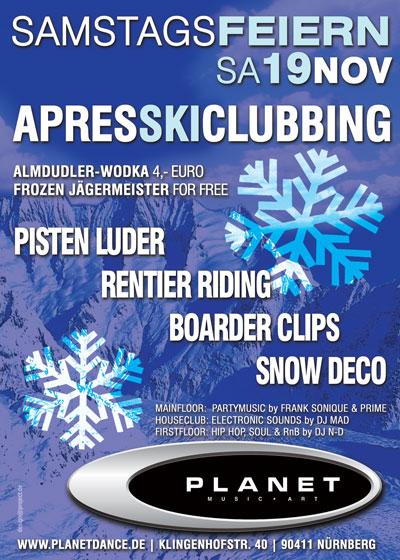 SAMSTAGSFEIERN
SA19NOV
APRESSKICLUBBING
ALMDUDLER-WODKA 4,- EURO
FROZEN JÄGERMEISTER FOR FREE
PISTEN LUDER
RENTIER RIDING
BOARDER CLIPS
SNOW DECO
MAINFLOOR: PARTYMUSIC by FRANK SONIQUE & PRIME
HOUSECLUB: ELECTRONIC SOUNDS by DJ MAD
FIRSTFLOOR: HIP HOP, SOUL & RnB by DJ N-D
PLANET
MUSIC • ART
WWW.PLANETDANCE.DE | KLINGENHOFSTR. 40 | 90411 NÜRNBERG